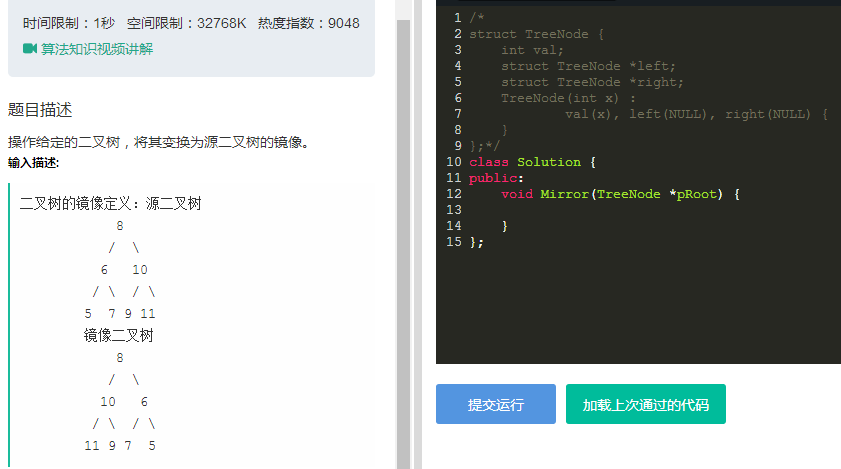 时间限制：1秒 空间限制：32768K 热度指数：9048
算法知识视频讲解
题目描述
操作给定的二叉树，将其变换为源二叉树的镜像。
输入描述:
二叉树的镜像定义：源二叉树
8
/ \
6 10
/ \ / \
5 7 9 11
镜像二叉树
8
/ \
10 6
/ \ / \
11 9 7 5
1 /*
2 struct TreeNode {
3 int val;
4 struct TreeNode *left;
5 struct TreeNode *right;
6 TreeNode(int x) :
7 val(x), left(NULL), right(NULL) {
8 }
9 };*/
10 class Solution {
11 public:
12 void Mirror(TreeNode *pRoot) {
13
14 }
15 };
提交运行
加载上次通过的代码